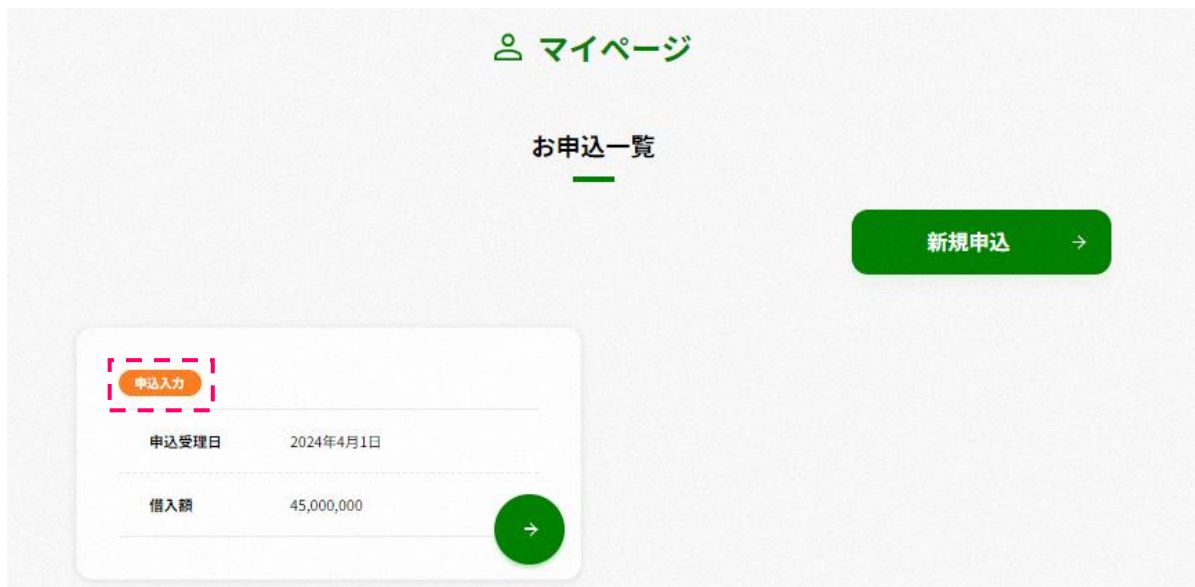 マイページ
お申込一覧
新規申込
申込入力
申込受理日 2024年4月1日
借入額 45,000,000